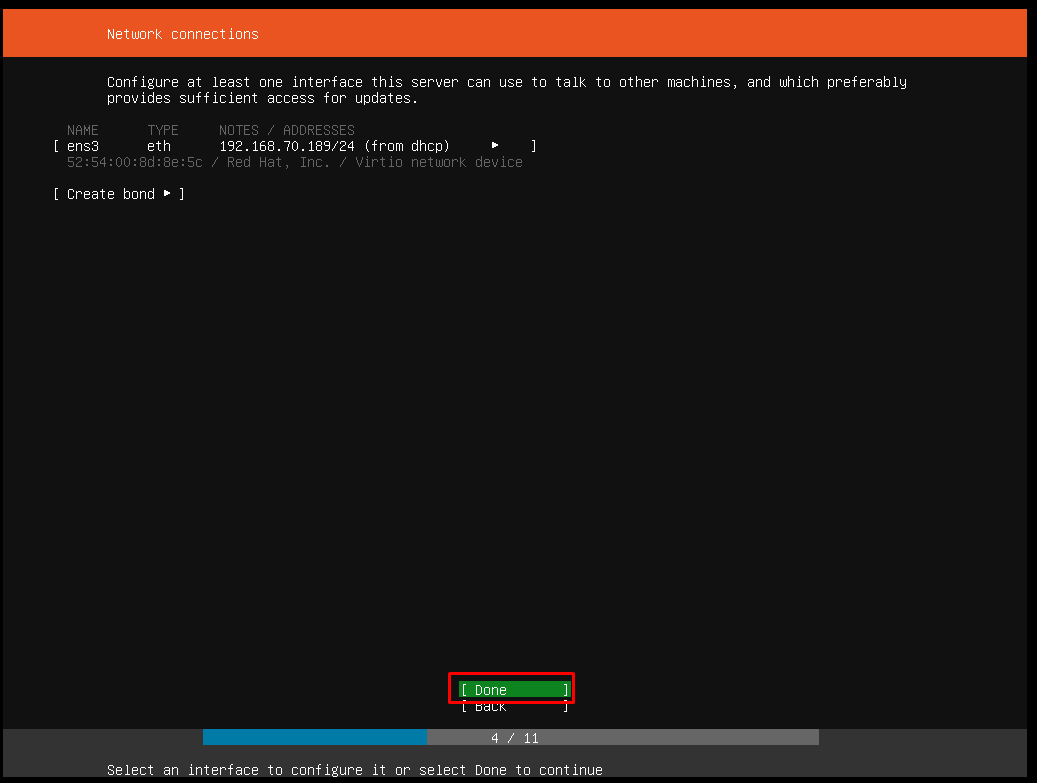 Network connections
Configure at least one interface this server can use to talk to other machines, and which preferably
provides sufficient access for updates.
NAME TYPE NOTES / ADDRESSES
[ ens3 eth 192.168.70.189/24 (from dhcp) ▸ ]
52:54:00:8d:8e:5c / Red Hat, Inc. / Virtio network device
[ Create bond ▸ ]
[ Done ]
[ Back ]
4 / 11
Select an interface to configure it or select Done to continue